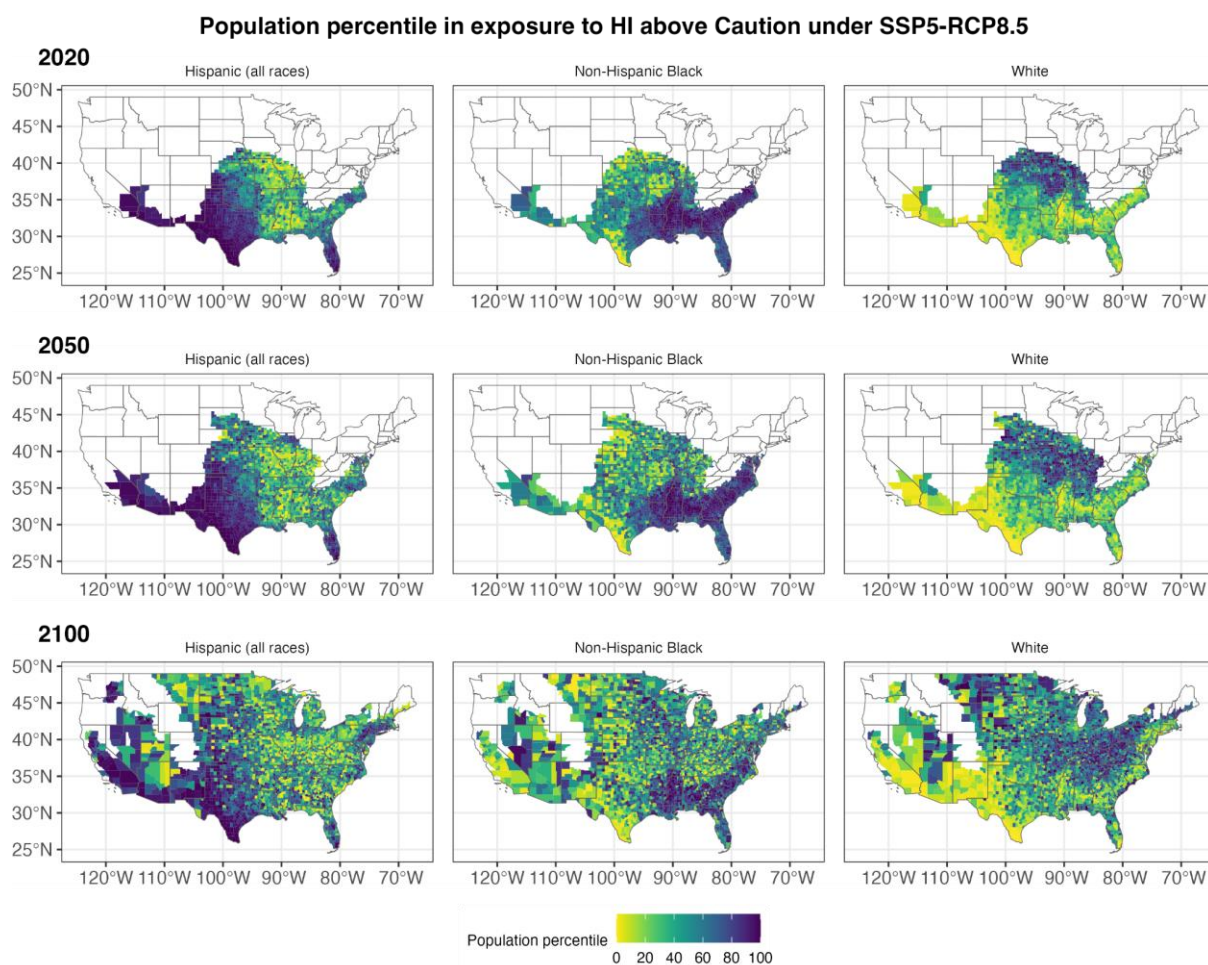 Population percentile in exposure to HI above Caution under SSP5-RCP8.5
2020
Hispanic (all races) Non-Hispanic Black White
50°N
45°N
40°N
35°N
30°N
25°N
120°W 110°W 100°W 90°W 80°W 70°W 120°W 110°W 100°W 90°W 80°W 70°W 120°W 110°W 100°W 90°W 80°W 70°W
2050
Hispanic (all races) Non-Hispanic Black White
50°N
45°N
40°N
35°N
30°N
25°N
120°W 110°W 100°W 90°W 80°W 70°W 120°W 110°W 100°W 90°W 80°W 70°W 120°W 110°W 100°W 90°W 80°W 70°W
2100
Hispanic (all races) Non-Hispanic Black White
50°N
45°N
40°N
35°N
30°N
25°N
120°W 110°W 100°W 90°W 80°W 70°W 120°W 110°W 100°W 90°W 80°W 70°W 120°W 110°W 100°W 90°W 80°W 70°W
Population percentile
0 20 40 60 80 100